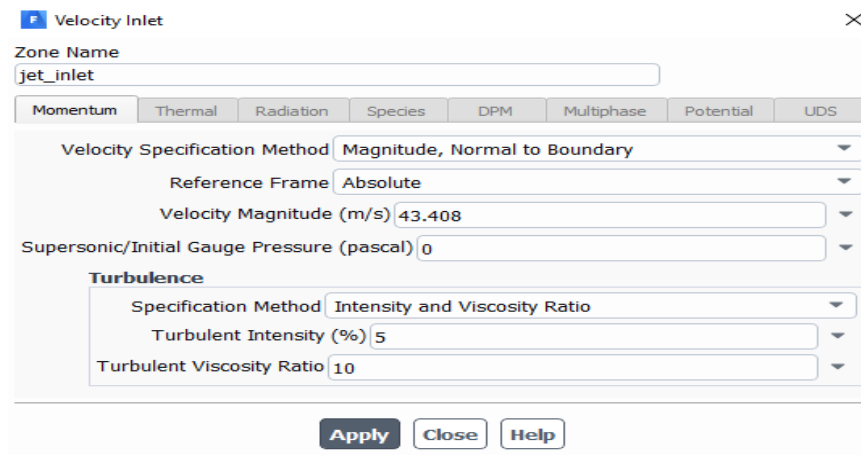 F Velocity Inlet
Zone Name
jet_inlet
Momentum Thermal Radiation Species DPM Multiphase Potential UDS
Velocity Specification Method Magnitude, Normal to Boundary
Reference Frame Absolute
Velocity Magnitude (m/s) 43.408
Supersonic/Initial Gauge Pressure (pascal) 0
Turbulence
Specification Method Intensity and Viscosity Ratio
Turbulent Intensity (%) 5
Turbulent Viscosity Ratio 10
Apply Close Help